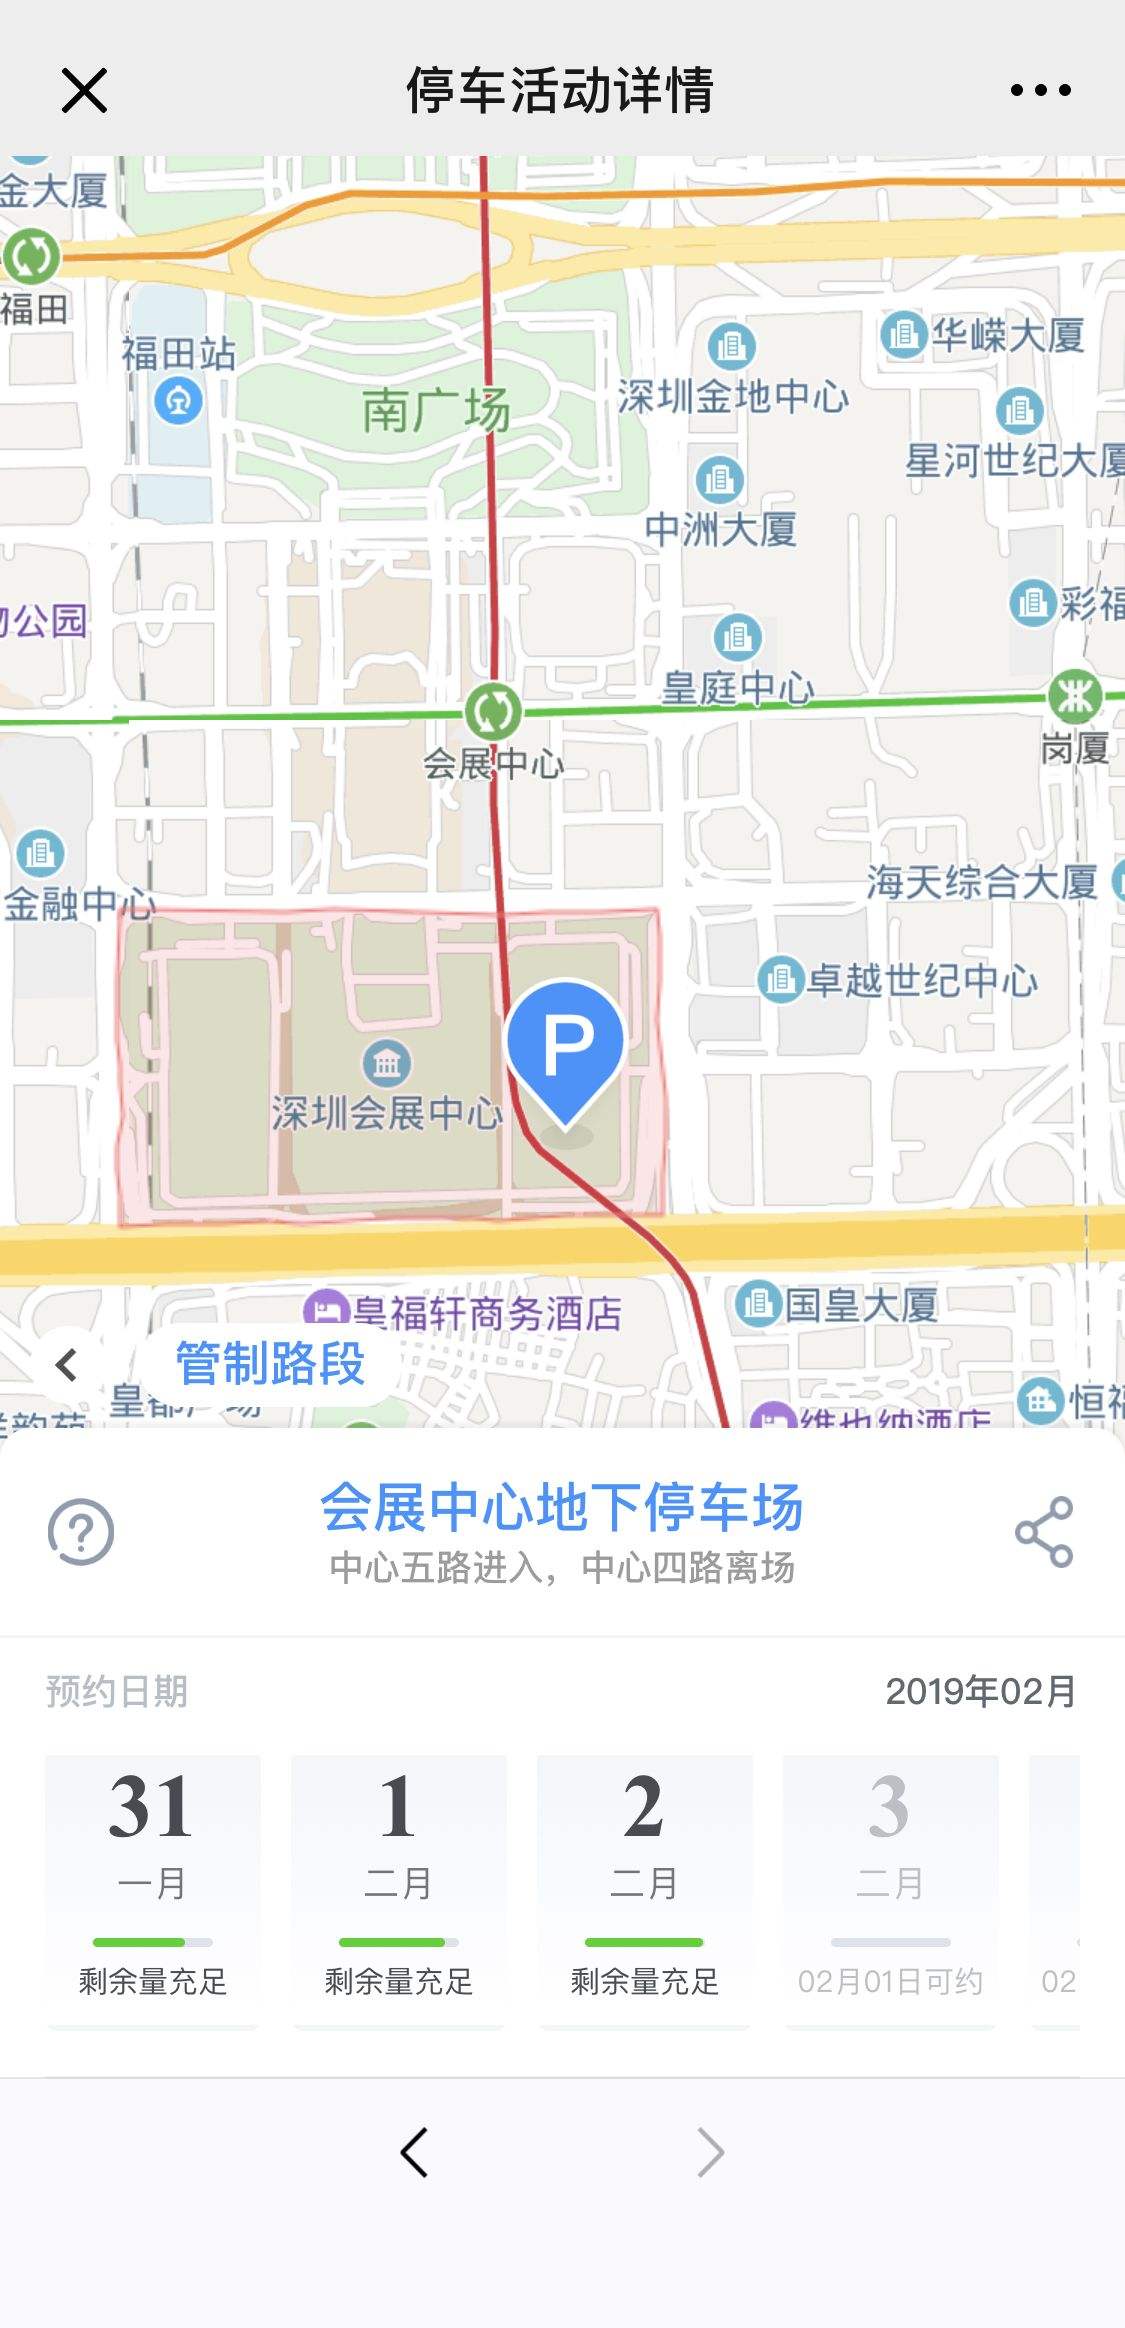 停车活动详情
金大厦
福田
福田站
南广场
深圳金地中心
华嵘大厦
星河世纪大厦
中洲大厦
公园
彩福
皇庭中心
会展中心
岗厦
金融中心
海天综合大厦
卓越世纪中心
P
深圳会展中心
皇福轩商务酒店
国皇大厦
管制路段
恒福
维也纳酒店
会展中心地下停车场
中心五路进入，中心四路离场
预约日期
2019年02月
31
一月
剩余量充足
1
二月
剩余量充足
2
二月
剩余量充足
3
二月
02月01日可约
02